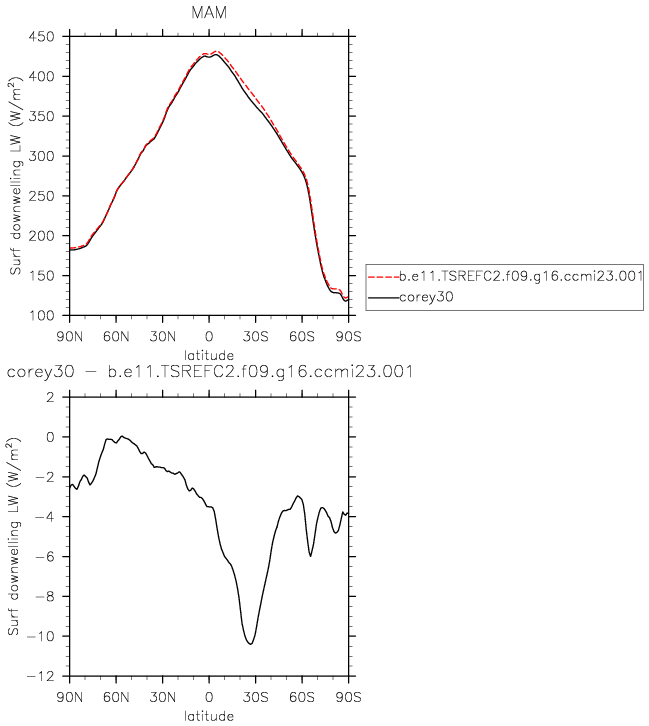 MAM
Surf downwelling LW (W/m²)
450
400
350
300
250
200
150
100
90N 60N 30N 0 30S 60S 90S
latitude
b.e11.TSREFC2.f09.g16.ccmi23.001
corey30
corey30 − b.e11.TSREFC2.f09.g16.ccmi23.001
Surf downwelling LW (W/m²)
2
0
−2
−4
−6
−8
−10
−12
90N 60N 30N 0 30S 60S 90S
latitude